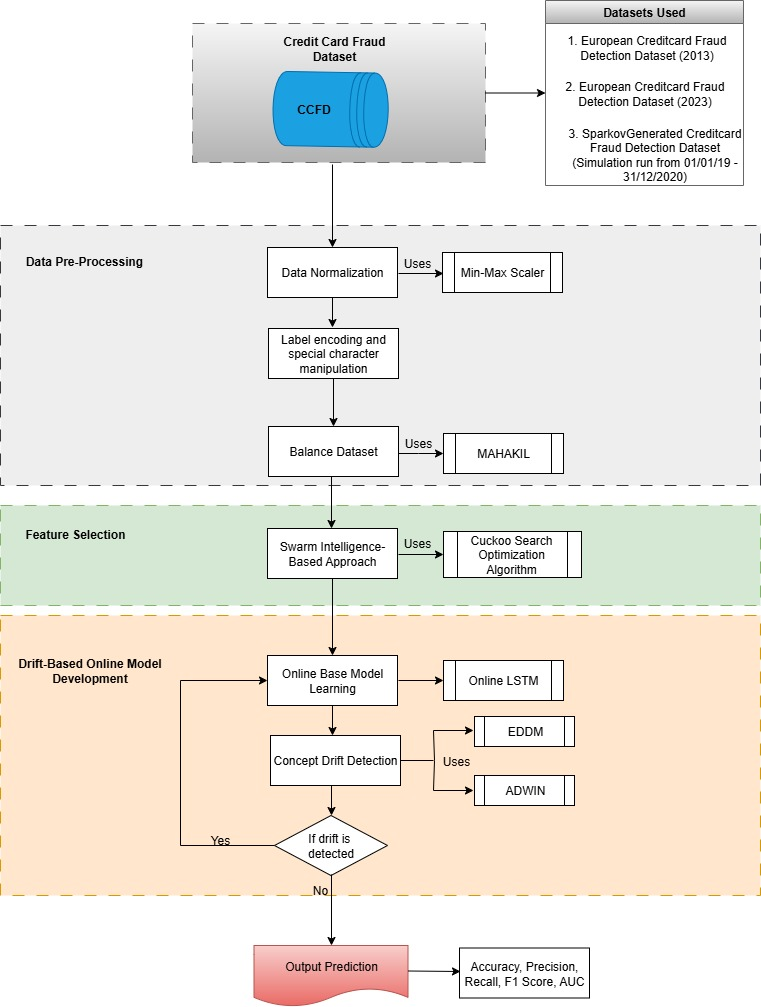 Datasets Used
Credit Card Fraud
Dataset
CCFD
1. European Creditcard Fraud
Detection Dataset (2013)
2. European Creditcard Fraud
Detection Dataset (2023)
3. SparkovGenerated Creditcard
Fraud Detection Dataset
(Simulation run from 01/01/19 -
31/12/2020)
Data Pre-Processing
Data Normalization
Uses
Min-Max Scaler
Label encoding and
special character
manipulation
Balance Dataset
Uses
MAHAKIL
Feature Selection
Swarm Intelligence-
Based Approach
Uses
Cuckoo Search
Optimization
Algorithm
Drift-Based Online Model
Development
Online Base Model
Learning
Online LSTM
Concept Drift Detection
Uses
EDDM
ADWIN
If drift is
detected
Yes
No
Output Prediction
Accuracy, Precision,
Recall, F1 Score, AUC